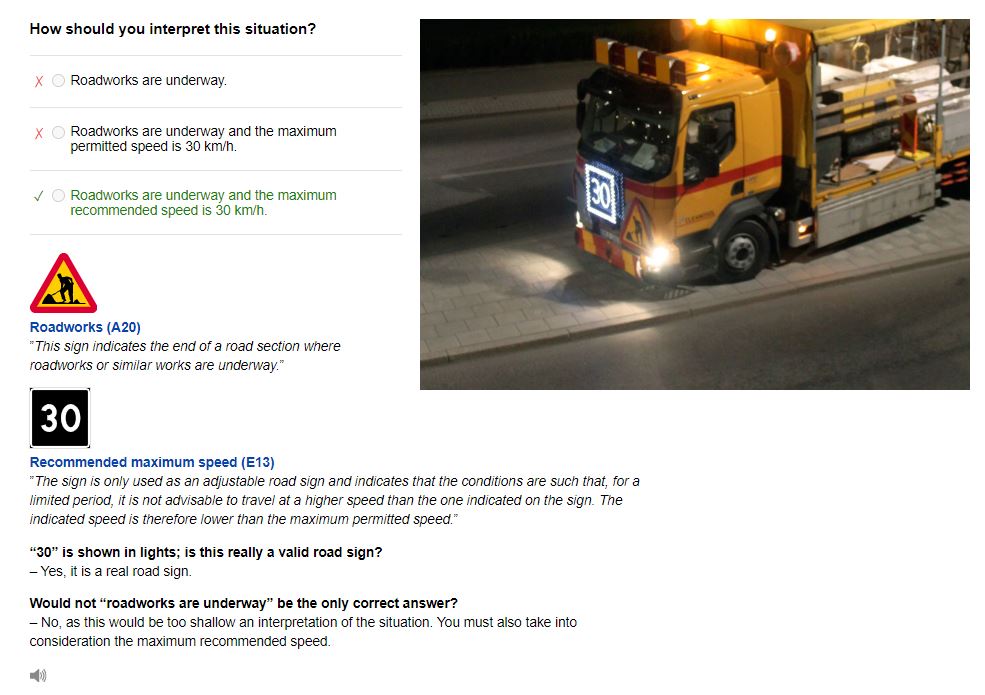 How should you interpret this situation?
Roadworks are underway.
Roadworks are underway and the maximum
permitted speed is 30 km/h.
Roadworks are underway and the maximum
recommended speed is 30 km/h.
30
Roadworks (A20)
”This sign indicates the end of a road section where
roadworks or similar works are underway.”
30
Recommended maximum speed (E13)
”The sign is only used as an adjustable road sign and indicates that the conditions are such that, for a
limited period, it is not advisable to travel at a higher speed than the one indicated on the sign. The
indicated speed is therefore lower than the maximum permitted speed.”
“30” is shown in lights; is this really a valid road sign?
– Yes, it is a real road sign.
Would not “roadworks are underway” be the only correct answer?
– No, as this would be too shallow an interpretation of the situation. You must also take into
consideration the maximum recommended speed.